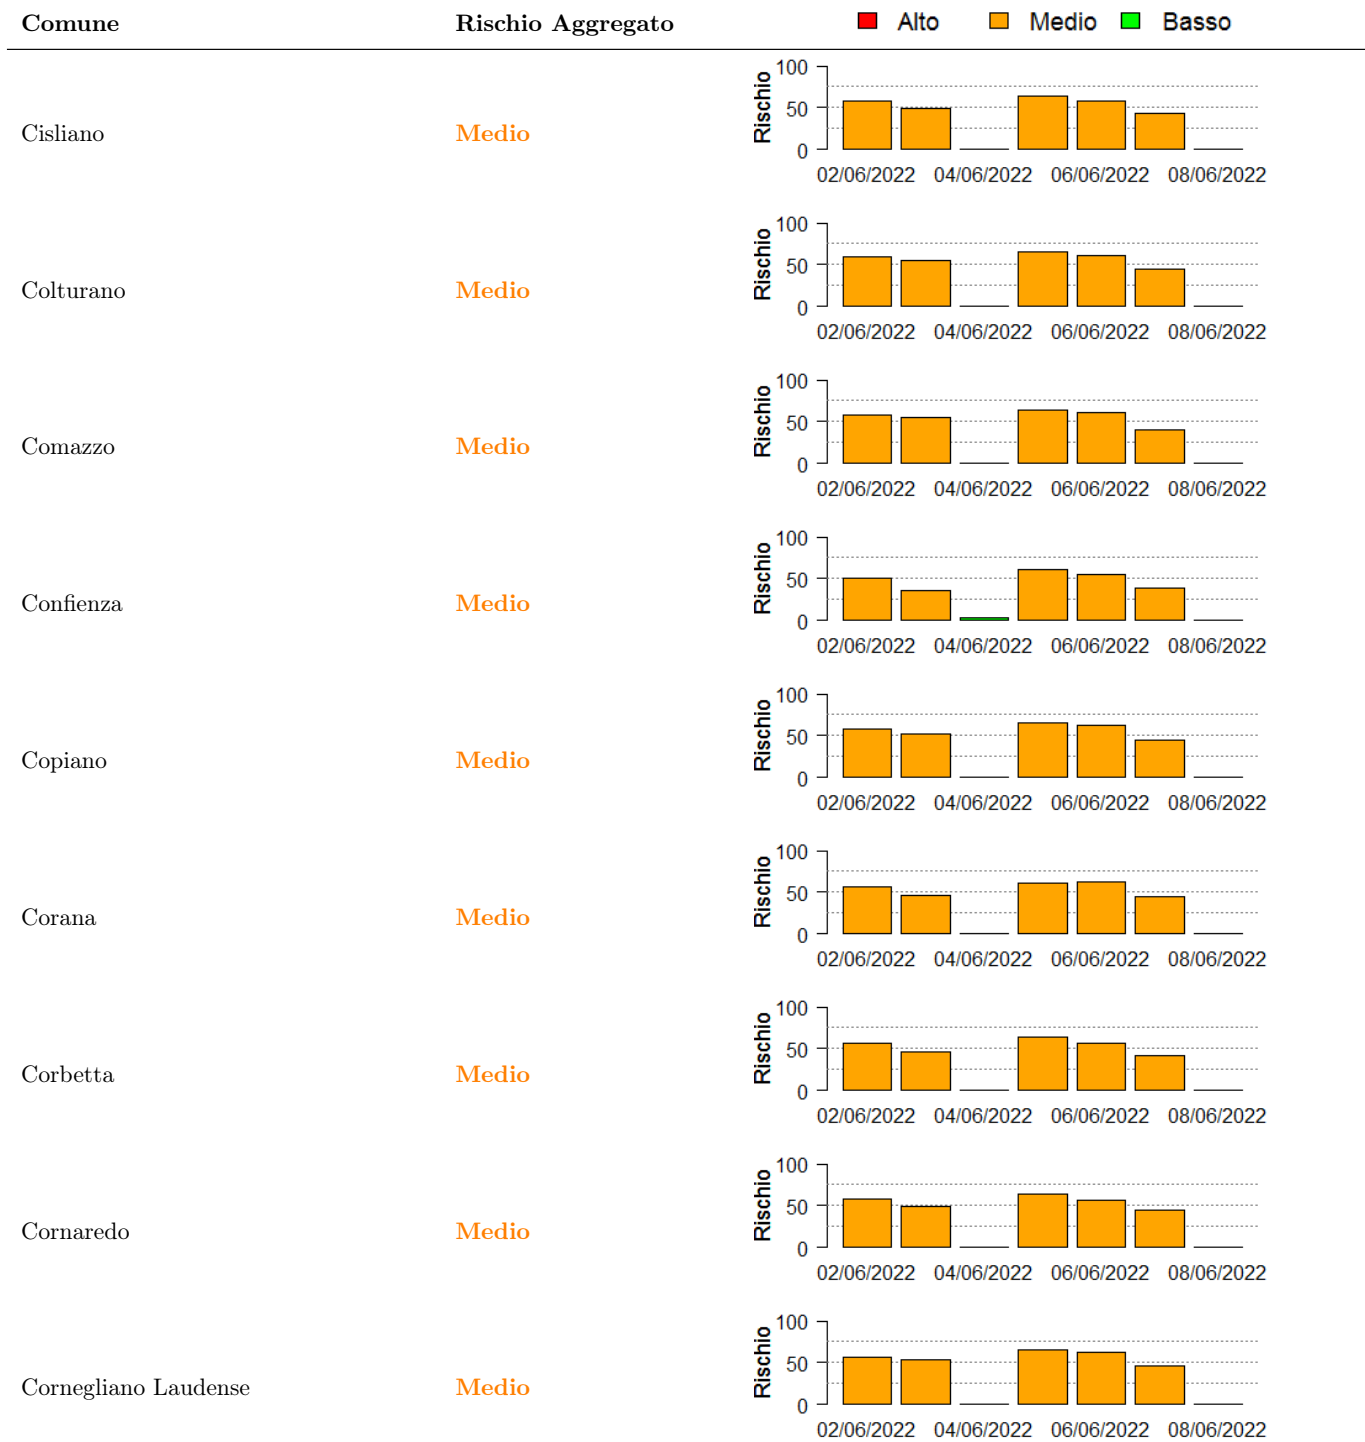 Comune Rischio Aggregato Alto Medio Basso
Cisliano Medio Rischio 100 50 0
02/06/2022 04/06/2022 06/06/2022 08/06/2022
Colturano Medio Rischio 100 50 0
02/06/2022 04/06/2022 06/06/2022 08/06/2022
Comazzo Medio Rischio 100 50 0
02/06/2022 04/06/2022 06/06/2022 08/06/2022
Confienza Medio Rischio 100 50 0
02/06/2022 04/06/2022 06/06/2022 08/06/2022
Copiano Medio Rischio 100 50 0
02/06/2022 04/06/2022 06/06/2022 08/06/2022
Corana Medio Rischio 100 50 0
02/06/2022 04/06/2022 06/06/2022 08/06/2022
Corbetta Medio Rischio 100 50 0
02/06/2022 04/06/2022 06/06/2022 08/06/2022
Cornaredo Medio Rischio 100 50 0
02/06/2022 04/06/2022 06/06/2022 08/06/2022
Cornegliano Laudense Medio Rischio 100 50 0
02/06/2022 04/06/2022 06/06/2022 08/06/2022